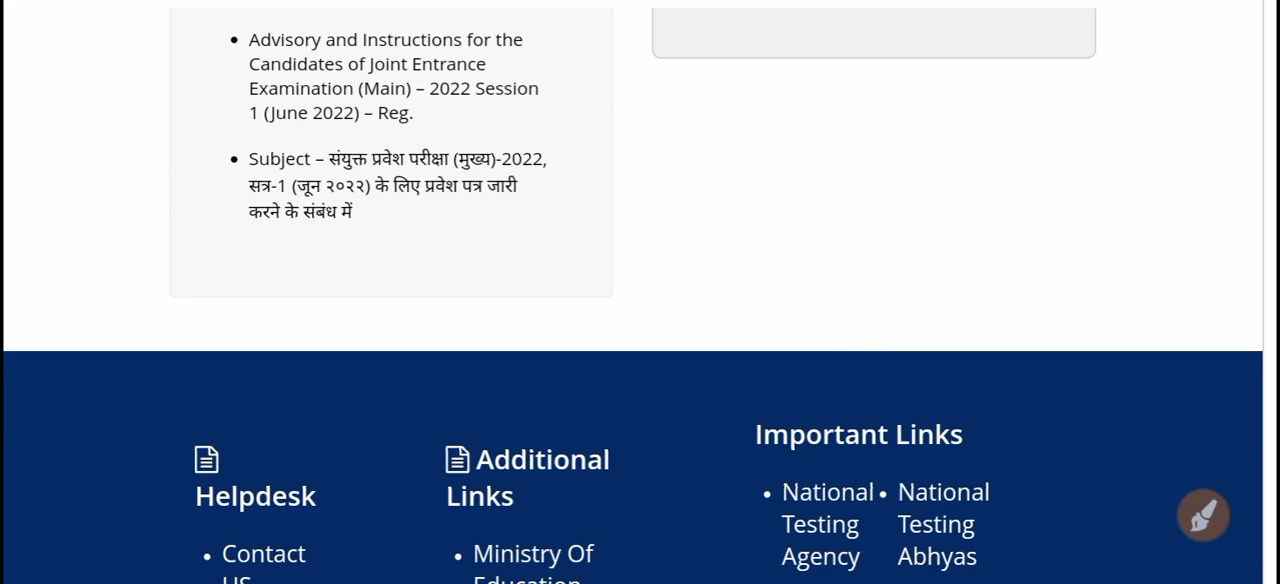 Advisory and Instructions for the
Candidates of Joint Entrance
Examination (Main) – 2022 Session
1 (June 2022) – Reg.
Subject – संयुक्त प्रवेश परीक्षा (मुख्य)-2022,
सत्र-1 (जून २०२२) के लिए प्रवेश पत्र जारी
करने के संबंध में
Helpdesk
Contact
US
Additional
Links
Ministry Of
Education
Important Links
National
Testing
Agency
National
Testing
Abhyas